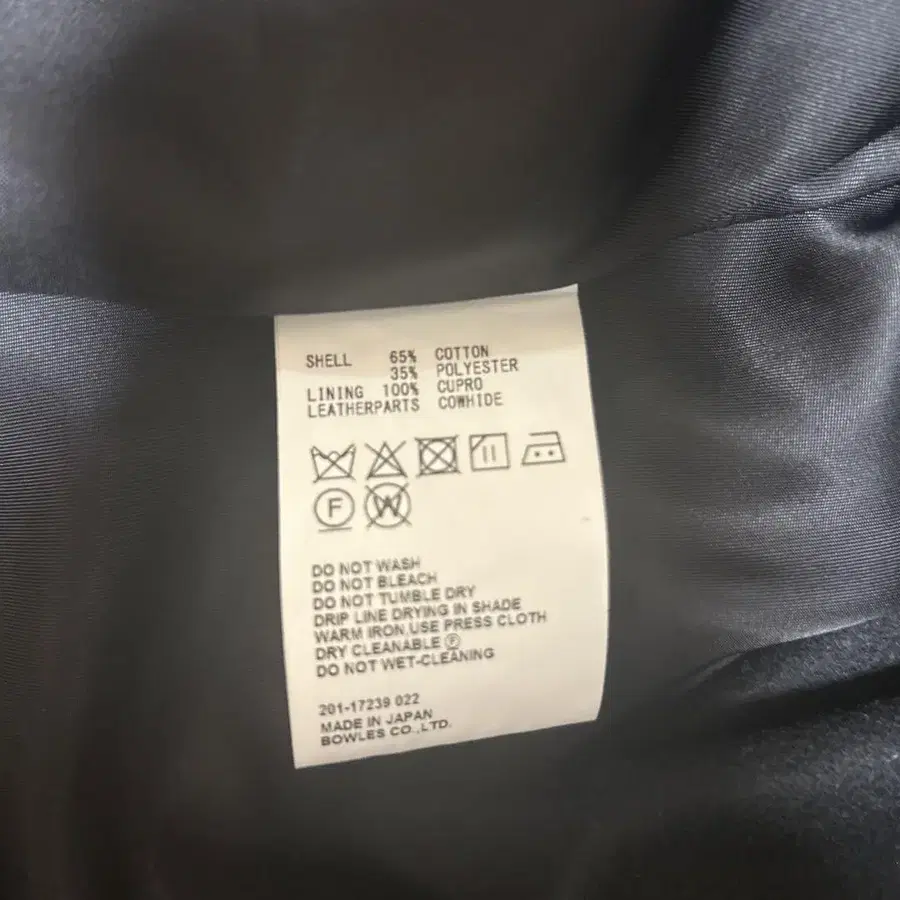 SHELL 65% COTTON
35% POLYESTER
LINING 100% CUPRO
LEATHERPARTS COWHIDE
F W
DO NOT WASH
DO NOT BLEACH
DO NOT TUMBLE DRY
DRIP LINE DRYING IN SHADE
WARM IRON,USE PRESS CLOTH
DRY CLEANABLE Ⓕ
DO NOT WET-CLEANING
201-17239 022
MADE IN JAPAN
BOWLES CO.,LTD.